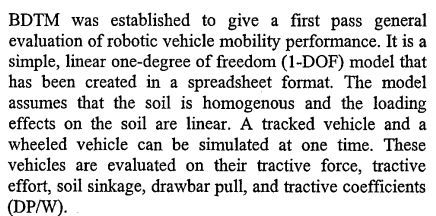 BDTM was established to give a first pass general
evaluation of robotic vehicle mobility performance. It is a
simple, linear one-degree of freedom (1-DOF) model that
has been created in a spreadsheet format. The model
assumes that the soil is homogenous and the loading
effects on the soil are linear. A tracked vehicle and a
wheeled vehicle can be simulated at one time. These
vehicles are evaluated on their tractive force, tractive
effort, soil sinkage, drawbar pull, and tractive coefficients
(DP/W).